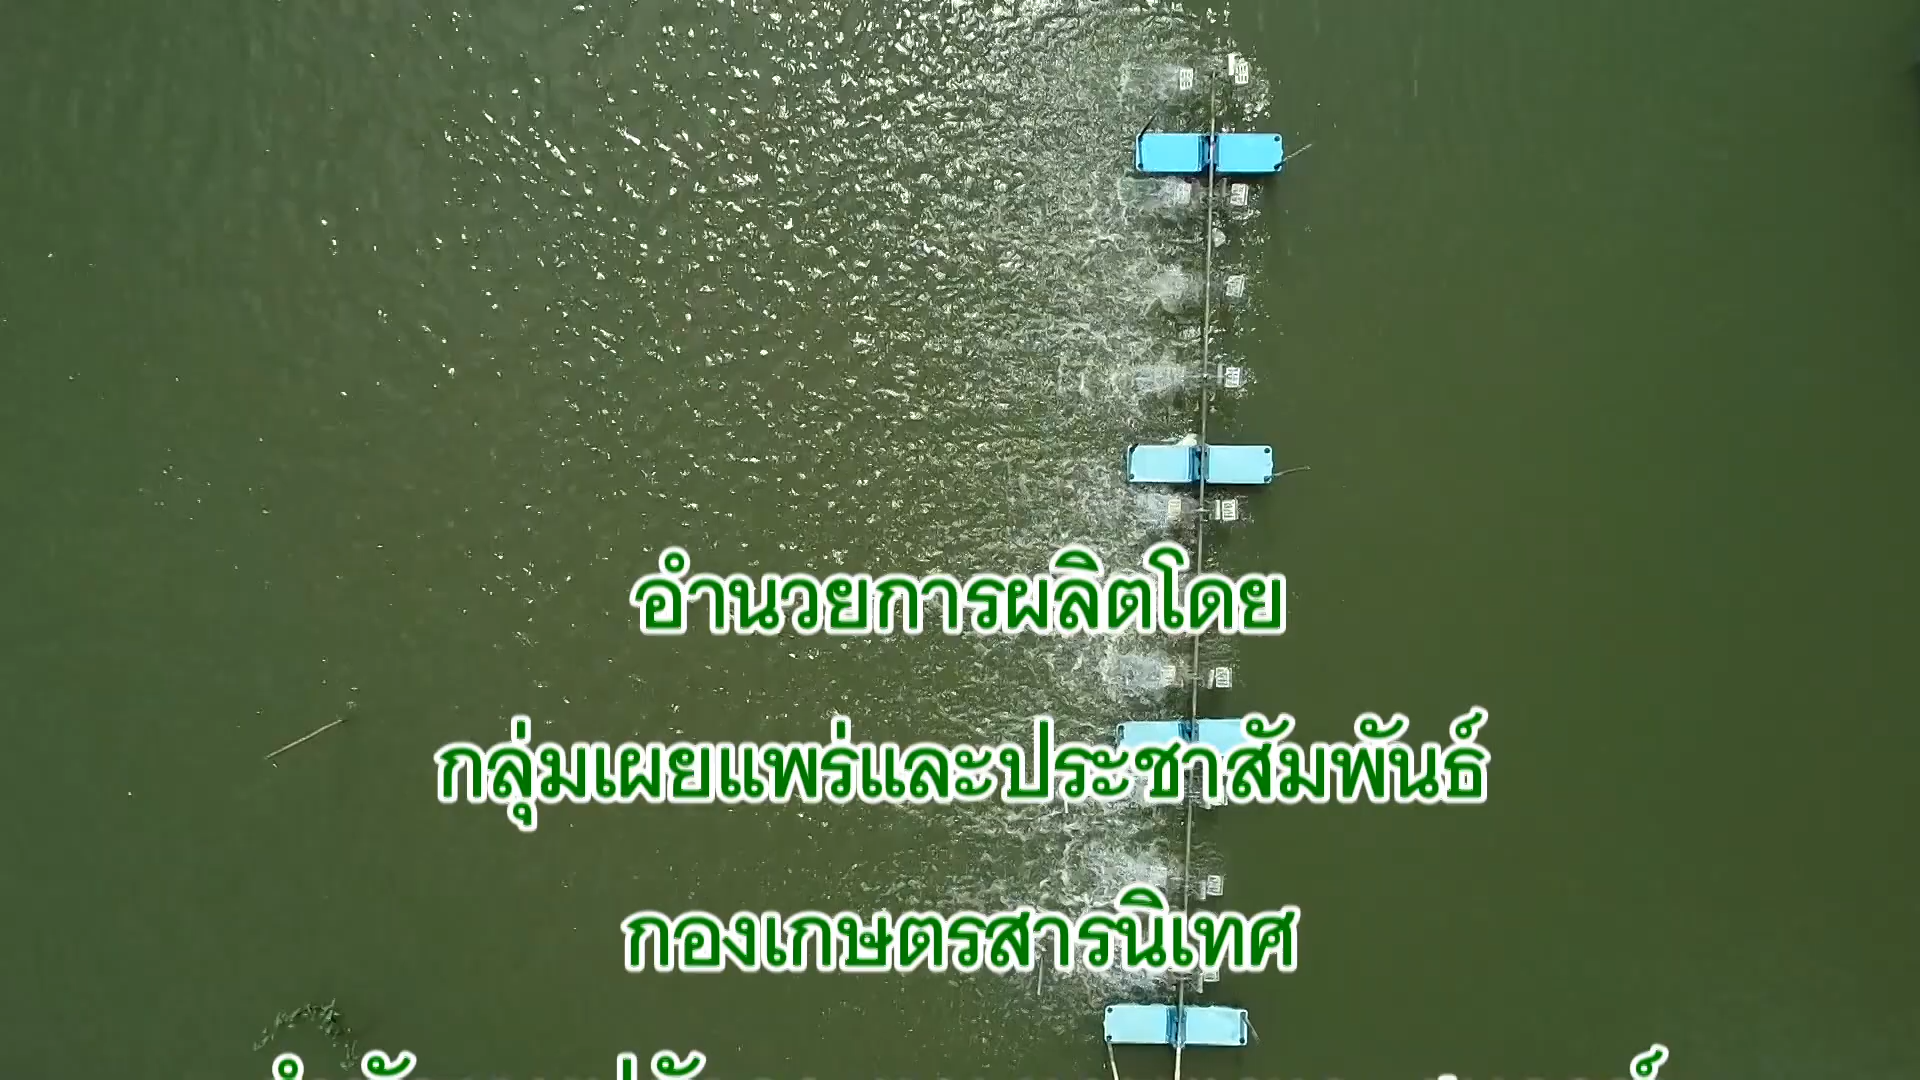 อำนวยการผลิตโดย
กลุ่มเผยแพร่และประชาสัมพันธ์
กองเกษตรสารนิเทศ